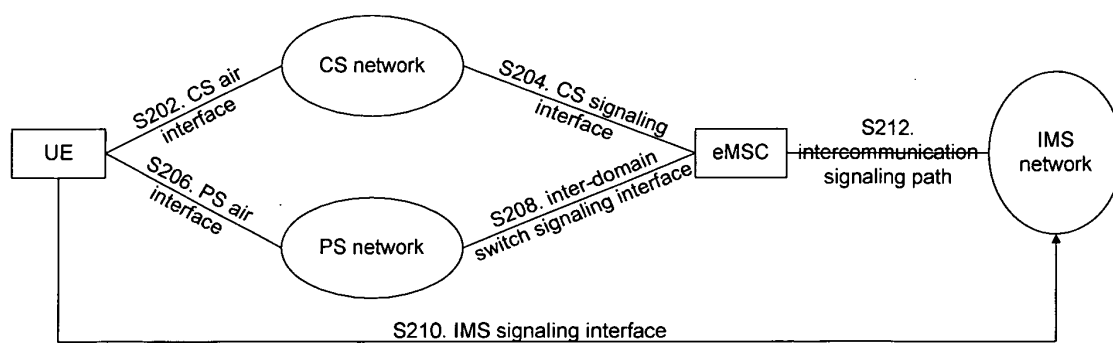 CS network
S202. CS air
interface
S204. CS signaling
interface
UE
eMSC
S212.
intercommunication
signaling path
IMS
network
S206. PS air
interface
S208. inter-domain
switch signaling interface
PS network
S210. IMS signaling interface